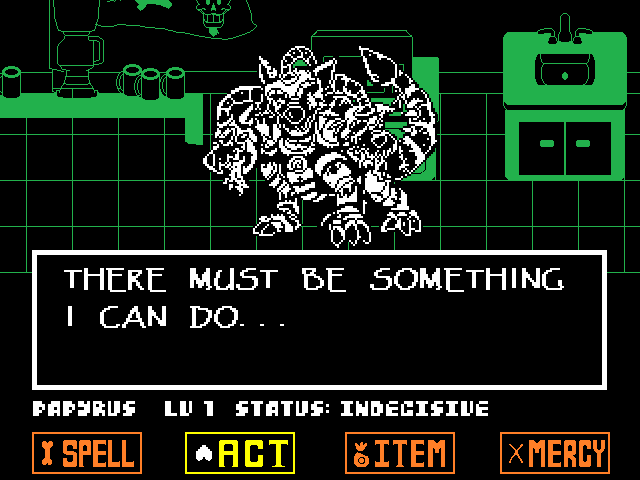 THERE MUST BE SOMETHING
I CAN DO...
PAPYRUS LV 1 STATUS: INDECISIVE
SPELL ACT ITEM MERCY